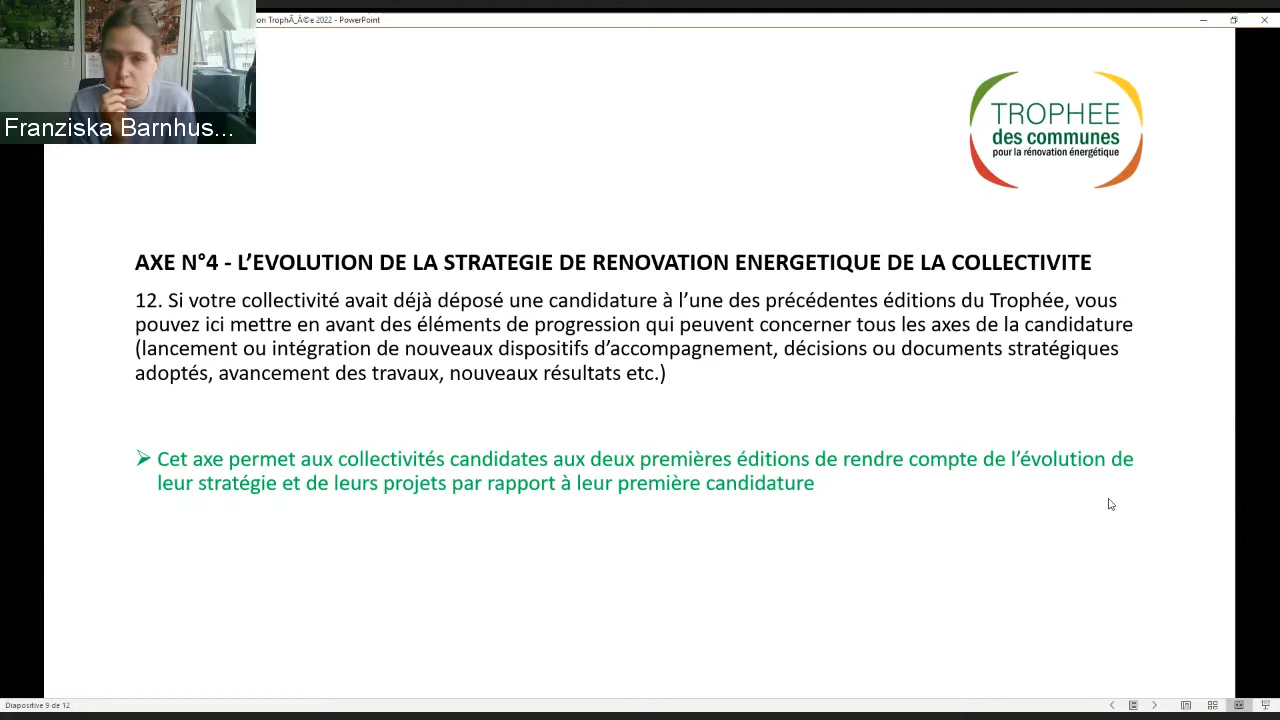 on TrophÃ_Ã©e 2022 - PowerPoint
Franziska Barnhus...
TROPHEE
des communes
pour la rénovation énergétique
AXE N°4 - L’EVOLUTION DE LA STRATEGIE DE RENOVATION ENERGETIQUE DE LA COLLECTIVITE
12. Si votre collectivité avait déjà déposé une candidature à l’une des précédentes éditions du Trophée, vous
pouvez ici mettre en avant des éléments de progression qui peuvent concerner tous les axes de la candidature
(lancement ou intégration de nouveaux dispositifs d’accompagnement, décisions ou documents stratégiques
adoptés, avancement des travaux, nouveaux résultats etc.)
Cet axe permet aux collectivités candidates aux deux premières éditions de rendre compte de l’évolution de
leur stratégie et de leurs projets par rapport à leur première candidature
Diapositive 9 de 12